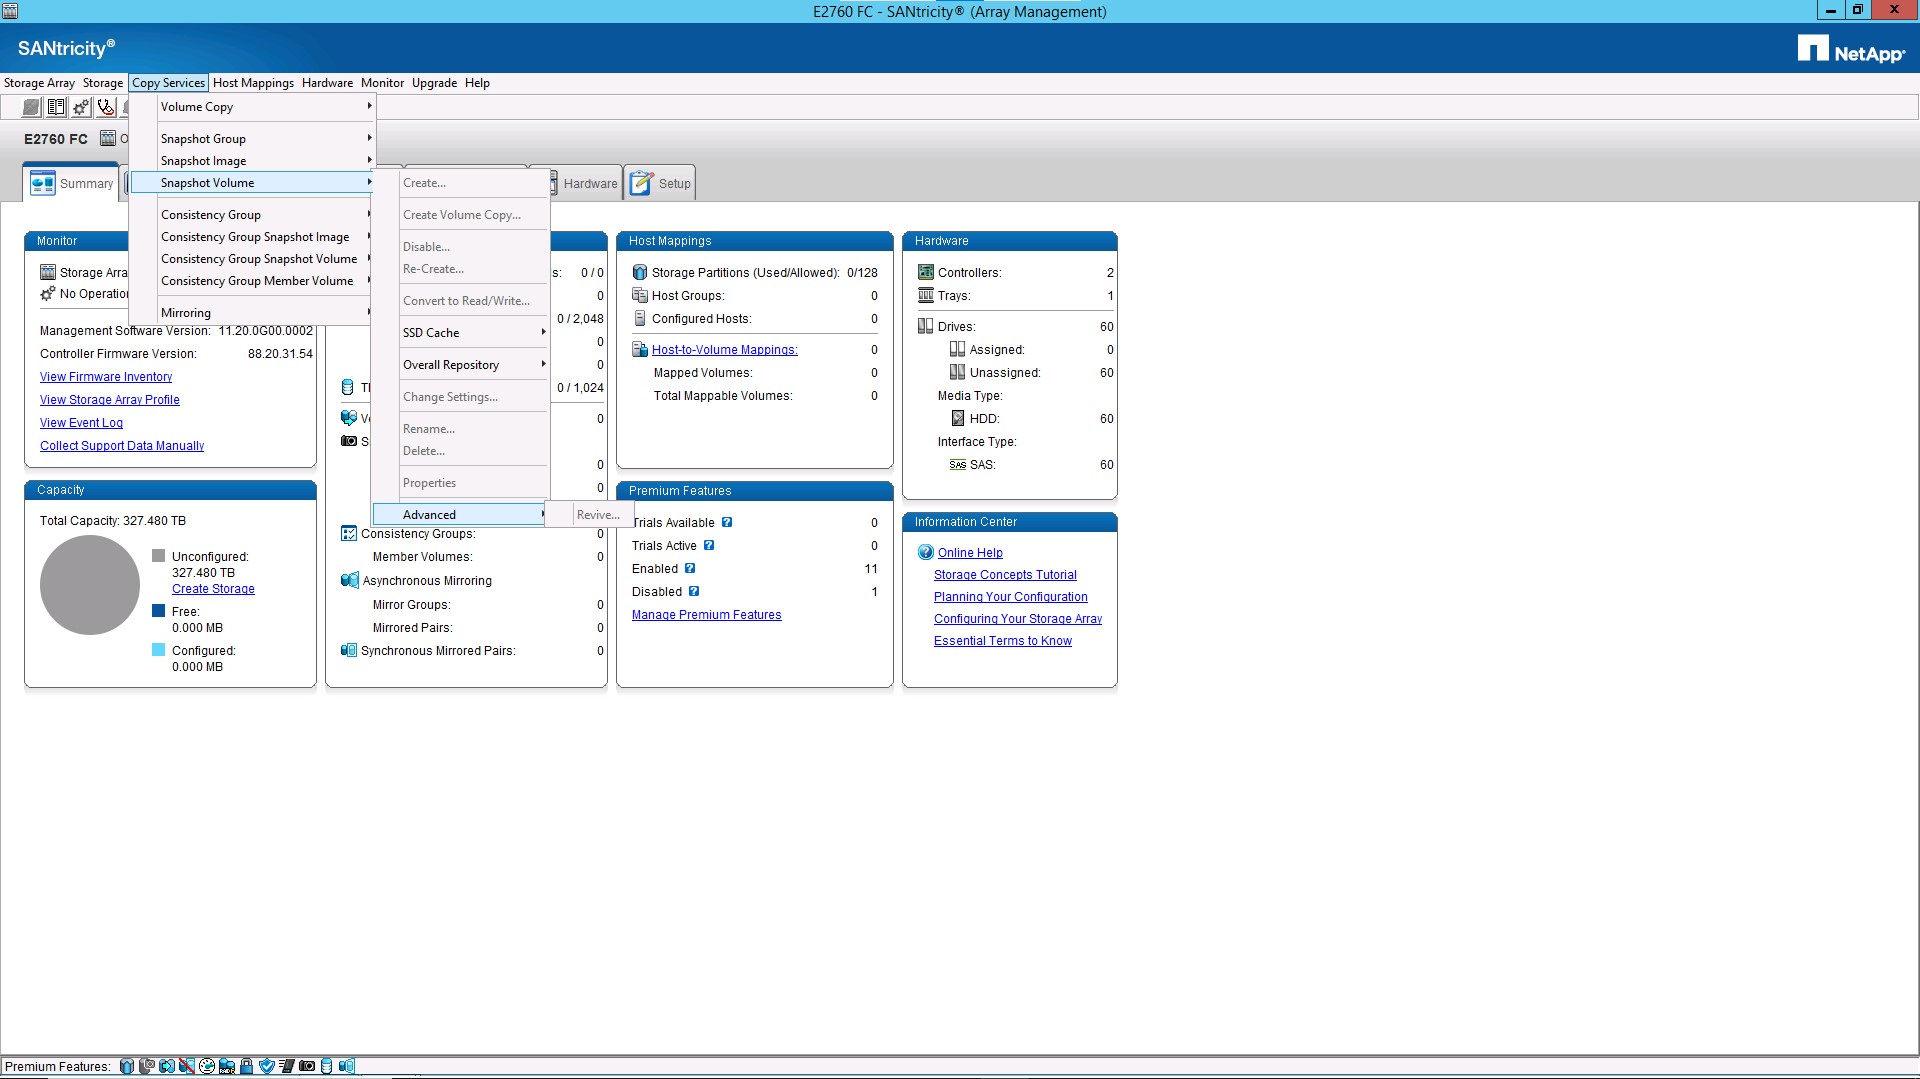 E2760 FC - SANtricity® (Array Management)
SANtricity®
NetApp®
Storage Array Storage Copy Services Host Mappings Hardware Monitor Upgrade Help
E2760 FC
Summary
Hardware
Setup
Volume Copy
Snapshot Group
Snapshot Image
Snapshot Volume
Consistency Group
Consistency Group Snapshot Image
Consistency Group Snapshot Volume
Consistency Group Member Volume
Mirroring
Create...
Create Volume Copy...
Disable...
Re-Create...
Convert to Read/Write...
SSD Cache
Overall Repository
Change Settings...
Rename...
Delete...
Properties
Advanced
Revive...
Monitor
Storage Arra
No Operatio
Management Software Version: 11.20.0G00.0002
Controller Firmware Version: 88.20.31.54
View Firmware Inventory
View Storage Array Profile
View Event Log
Collect Support Data Manually
Capacity
Total Capacity: 327.480 TB
Unconfigured:
327.480 TB
Create Storage
Free:
0.000 MB
Configured:
0.000 MB
s: 0 / 0
0
0 / 2,048
0
0
0 / 1,024
0
0
0
Consistency Groups: 0
Member Volumes: 0
Asynchronous Mirroring
Mirror Groups: 0
Mirrored Pairs: 0
Synchronous Mirrored Pairs: 0
Host Mappings
Storage Partitions (Used/Allowed): 0/128
Host Groups: 0
Configured Hosts: 0
Host-to-Volume Mappings: 0
Mapped Volumes: 0
Total Mappable Volumes: 0
Premium Features
Trials Available 0
Trials Active 0
Enabled 11
Disabled 1
Manage Premium Features
Hardware
Controllers: 2
Trays: 1
Drives: 60
Assigned: 0
Unassigned: 60
Media Type:
HDD: 60
Interface Type:
SAS SAS: 60
Information Center
Online Help
Storage Concepts Tutorial
Planning Your Configuration
Configuring Your Storage Array
Essential Terms to Know
Premium Features: